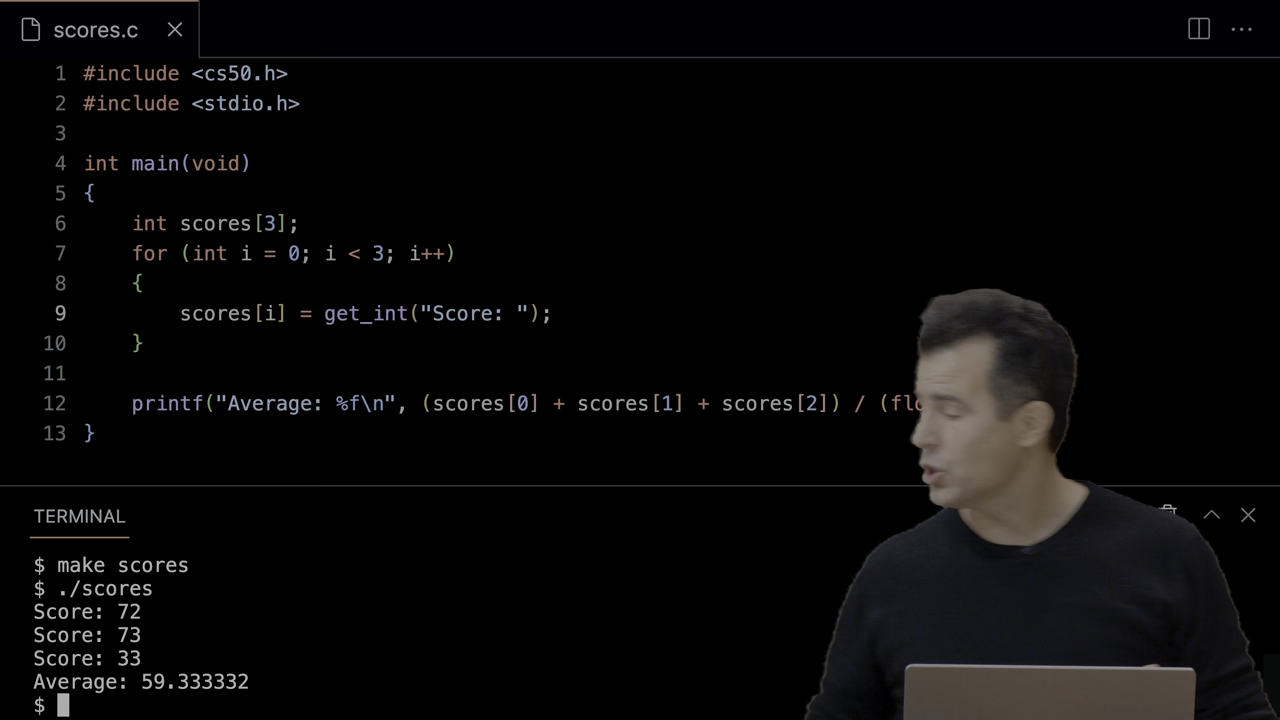 scores.c
1 #include <cs50.h>
2 #include <stdio.h>
3
4 int main(void)
5 {
6     int scores[3];
7     for (int i = 0; i < 3; i++)
8     {
9         scores[i] = get_int("Score: ");
10     }
11
12     printf("Average: %f\n", (scores[0] + scores[1] + scores[2]) / (flo
13 }
TERMINAL
$ make scores
$ ./scores
Score: 72
Score: 73
Score: 33
Average: 59.333332
$